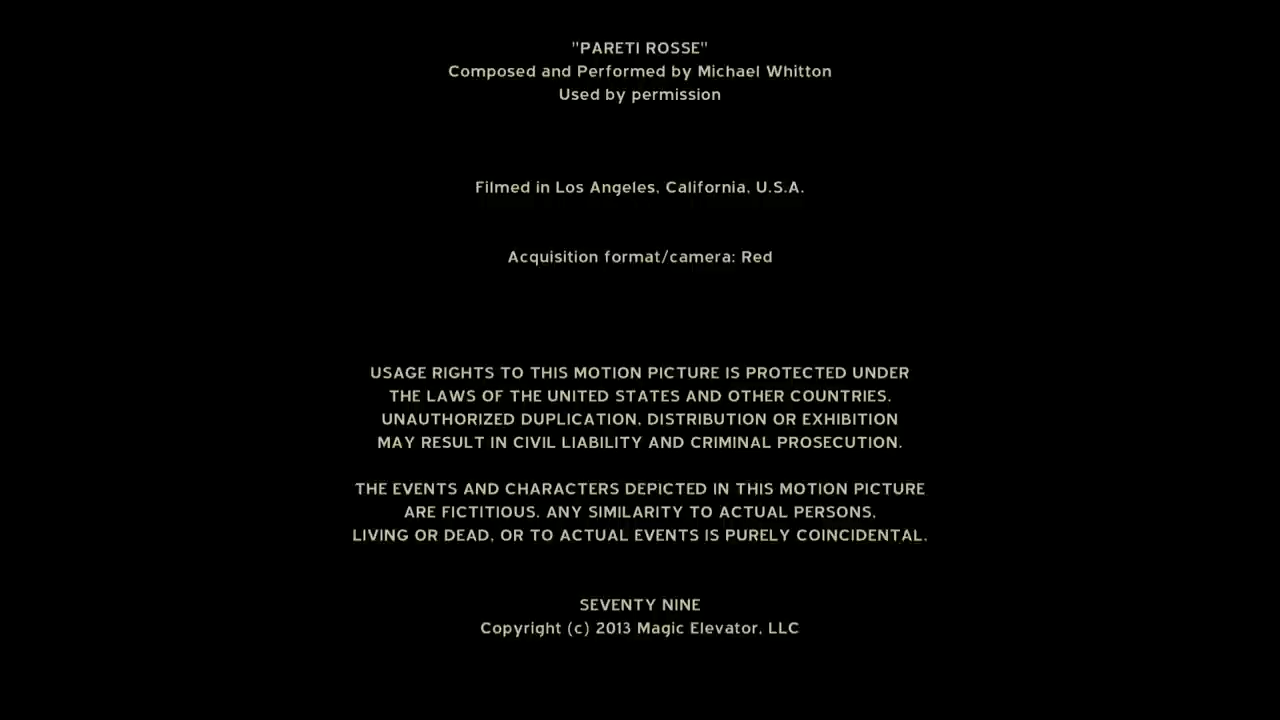 "PARETI ROSSE"
Composed and Performed by Michael Whitton
Used by permission
Filmed in Los Angeles, California, U.S.A.
Acquisition format/camera: Red
USAGE RIGHTS TO THIS MOTION PICTURE IS PROTECTED UNDER
THE LAWS OF THE UNITED STATES AND OTHER COUNTRIES.
UNAUTHORIZED DUPLICATION, DISTRIBUTION OR EXHIBITION
MAY RESULT IN CIVIL LIABILITY AND CRIMINAL PROSECUTION.
THE EVENTS AND CHARACTERS DEPICTED IN THIS MOTION PICTURE
ARE FICTITIOUS. ANY SIMILARITY TO ACTUAL PERSONS,
LIVING OR DEAD, OR TO ACTUAL EVENTS IS PURELY COINCIDENTAL.
SEVENTY NINE
Copyright (c) 2013 Magic Elevator, LLC